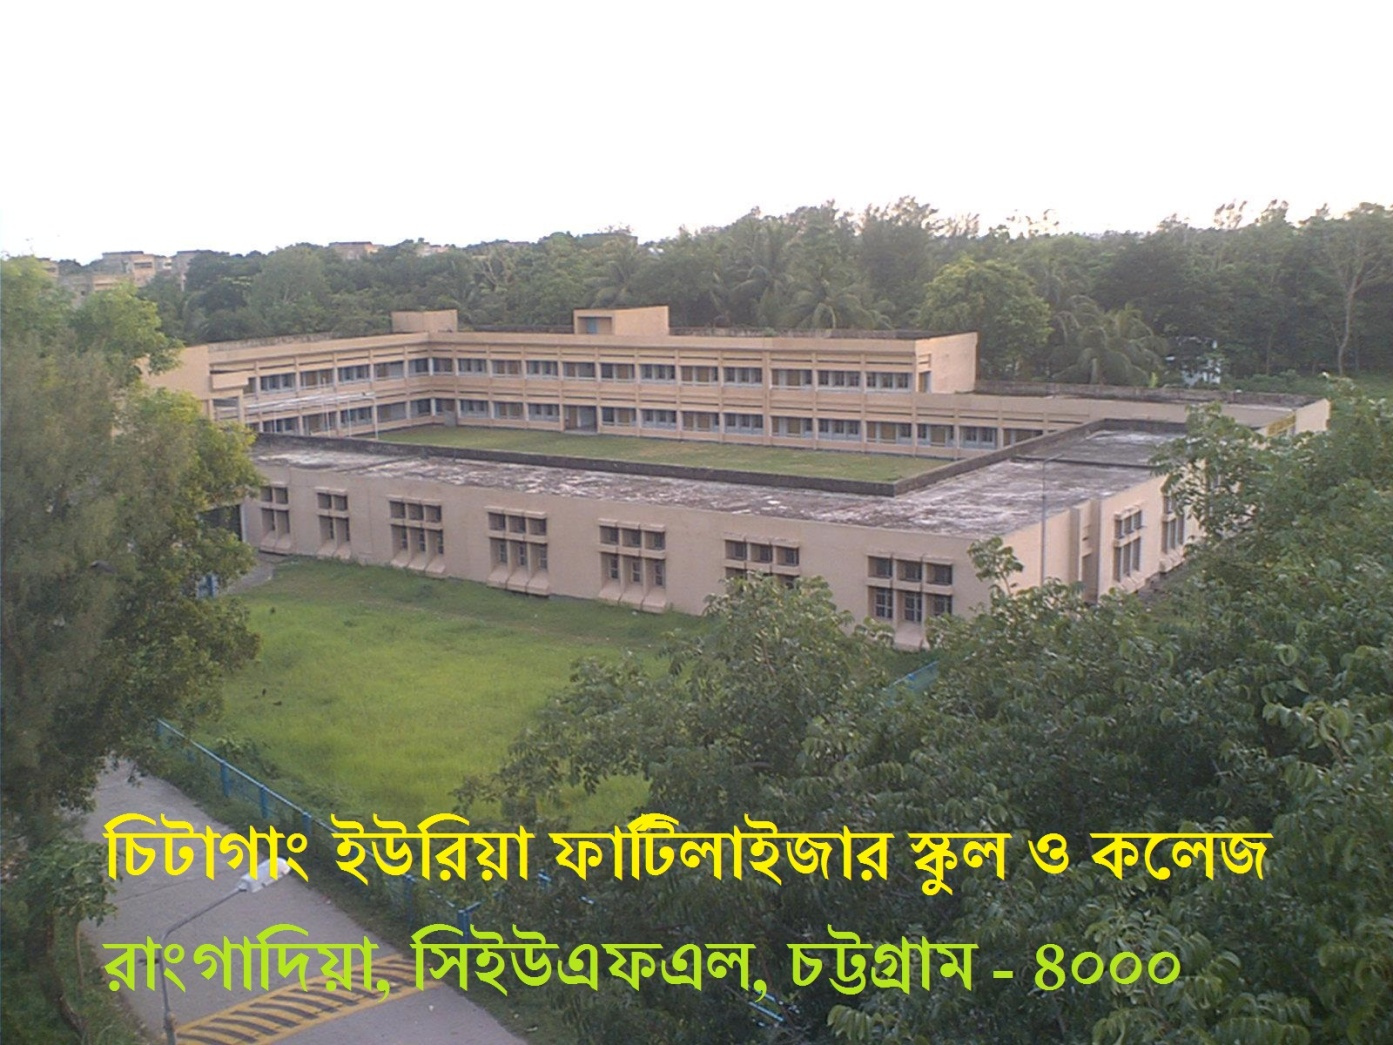 চিটাগাং ইউরিয়া ফার্টিলাইজার স্কুল ও কলেজ
রাংগাদিয়া, সিইউএফএল, চট্টগ্রাম - ৪০০০